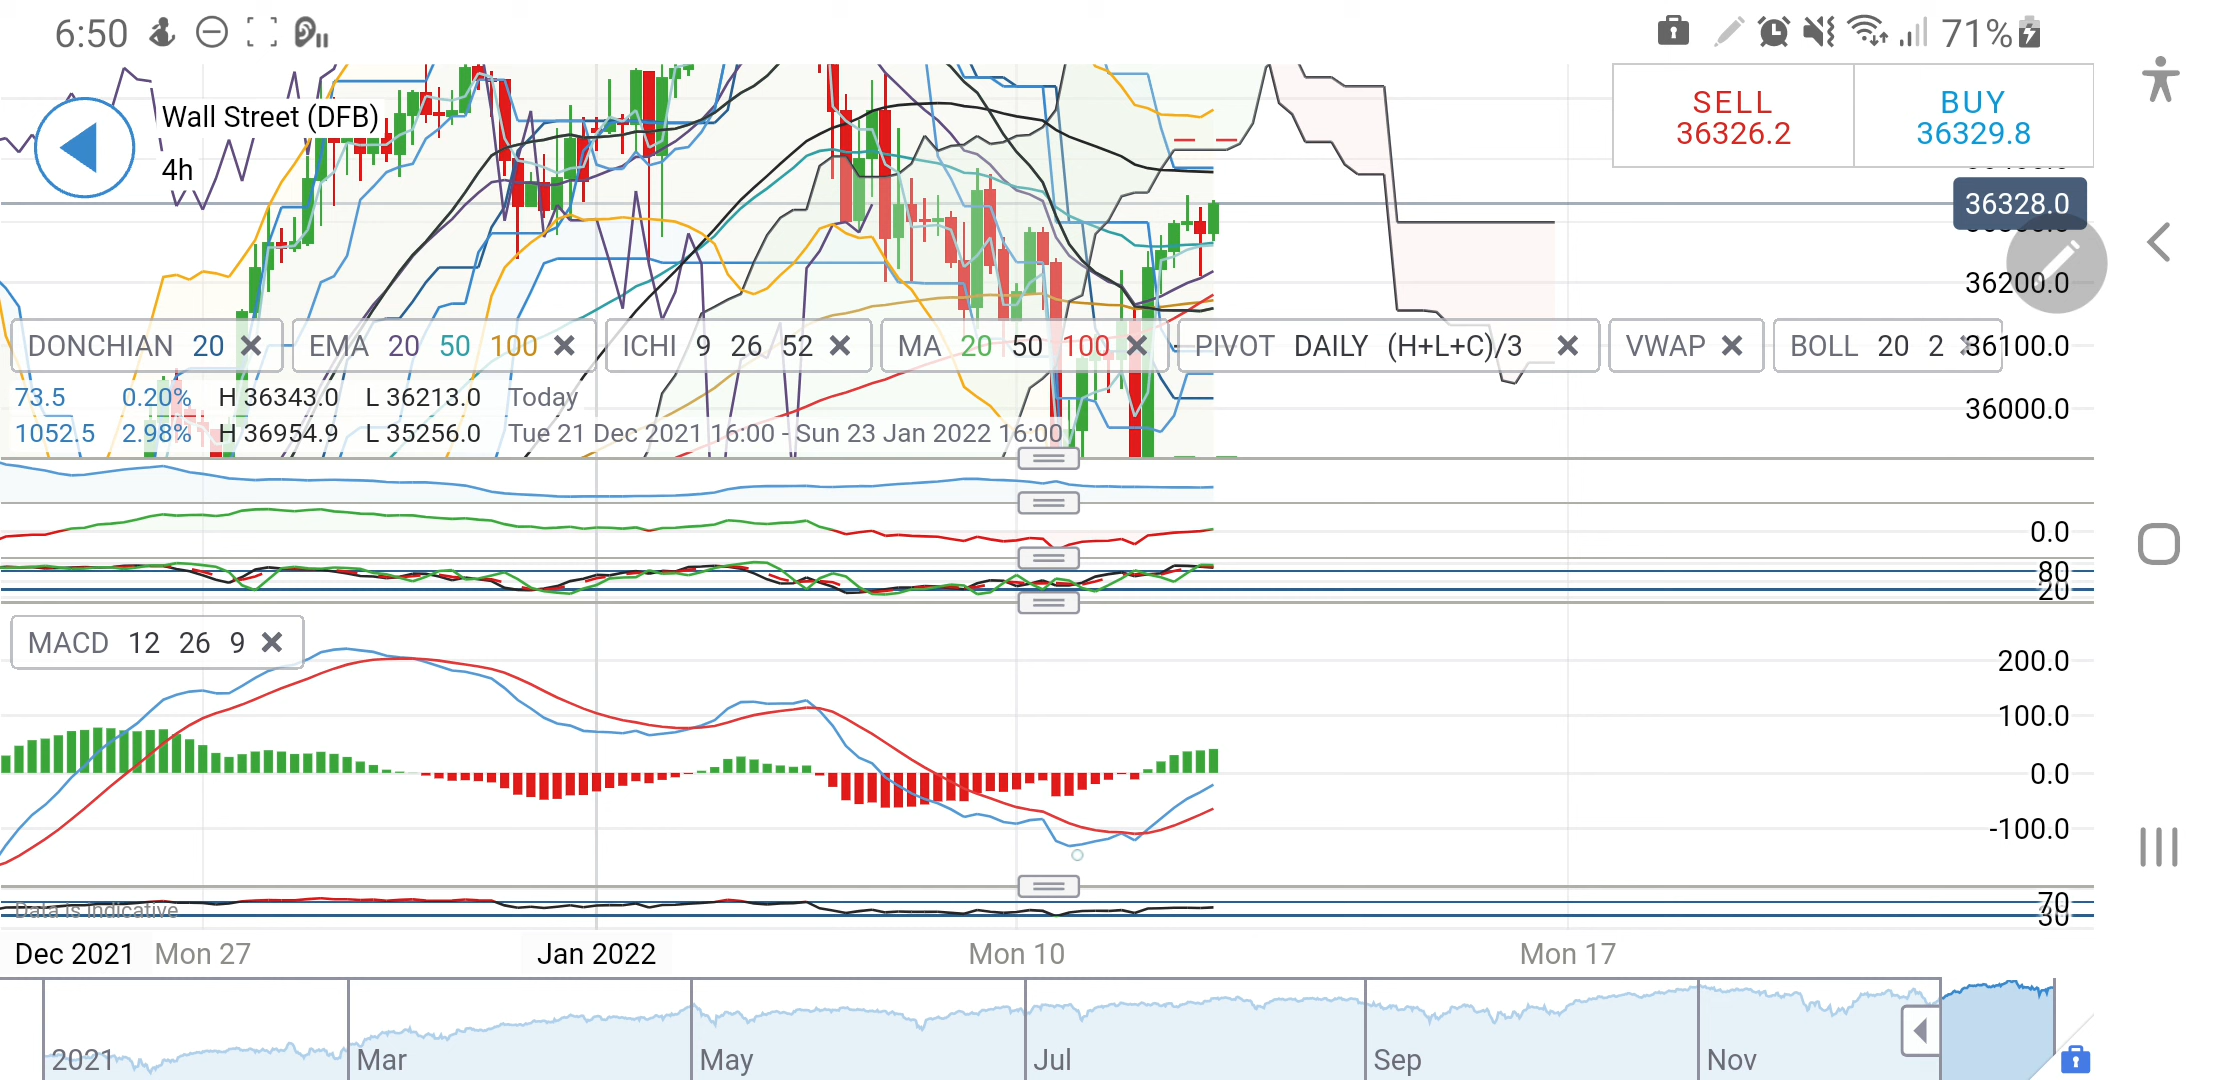 6:50
71%
Wall Street (DFB)
4h
SELL
36326.2
BUY
36329.8
36328.0
36200.0
36100.0
36000.0
DONCHIAN 20
EMA 20 50 100
ICHI 9 26 52
MA 20 50 100
PIVOT DAILY (H+L+C)/3
VWAP
BOLL 20 2
73.5 0.20% H 36343.0 L 36213.0 Today
1052.5 2.98% H 36954.9 L 35256.0 Tue 21 Dec 2021 16:00 - Sun 23 Jan 2022 16:00
0.0
80
20
MACD 12 26 9
200.0
100.0
0.0
-100.0
Data is indicative
70
30
Dec 2021 Mon 27 Jan 2022 Mon 10 Mon 17
2021 Mar May Jul Sep Nov